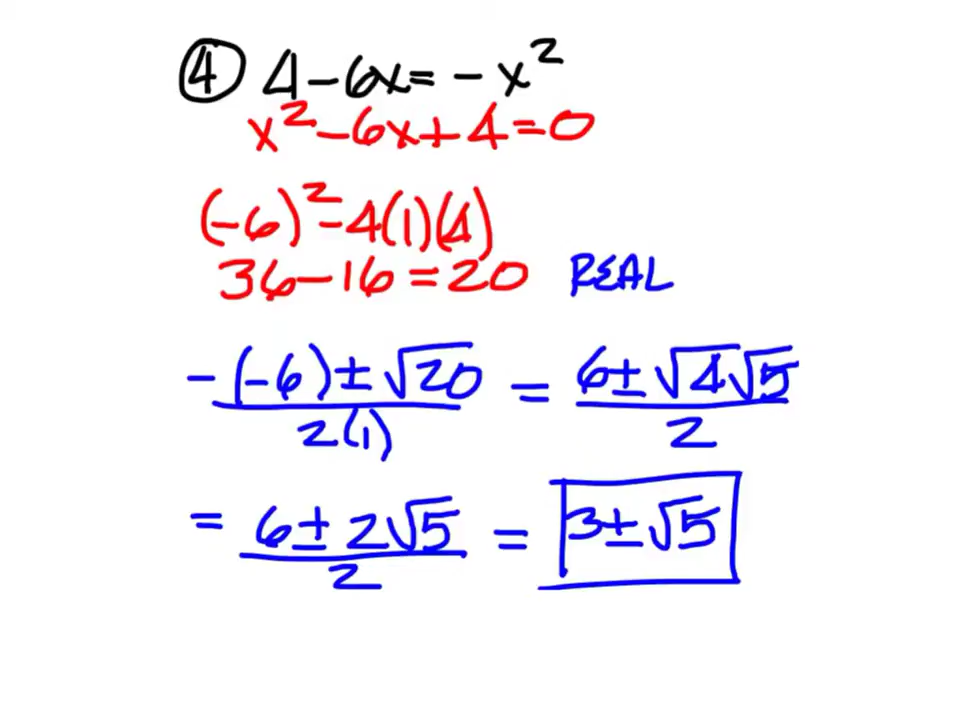 ④ 4-6x=-x²
x²-6x+4=0
(-6)²-4(1)(4)
36-16=20 REAL
-(-6)±√20 / 2(1) = 6±√4√5 / 2
= 6±2√5 / 2 = 3±√5